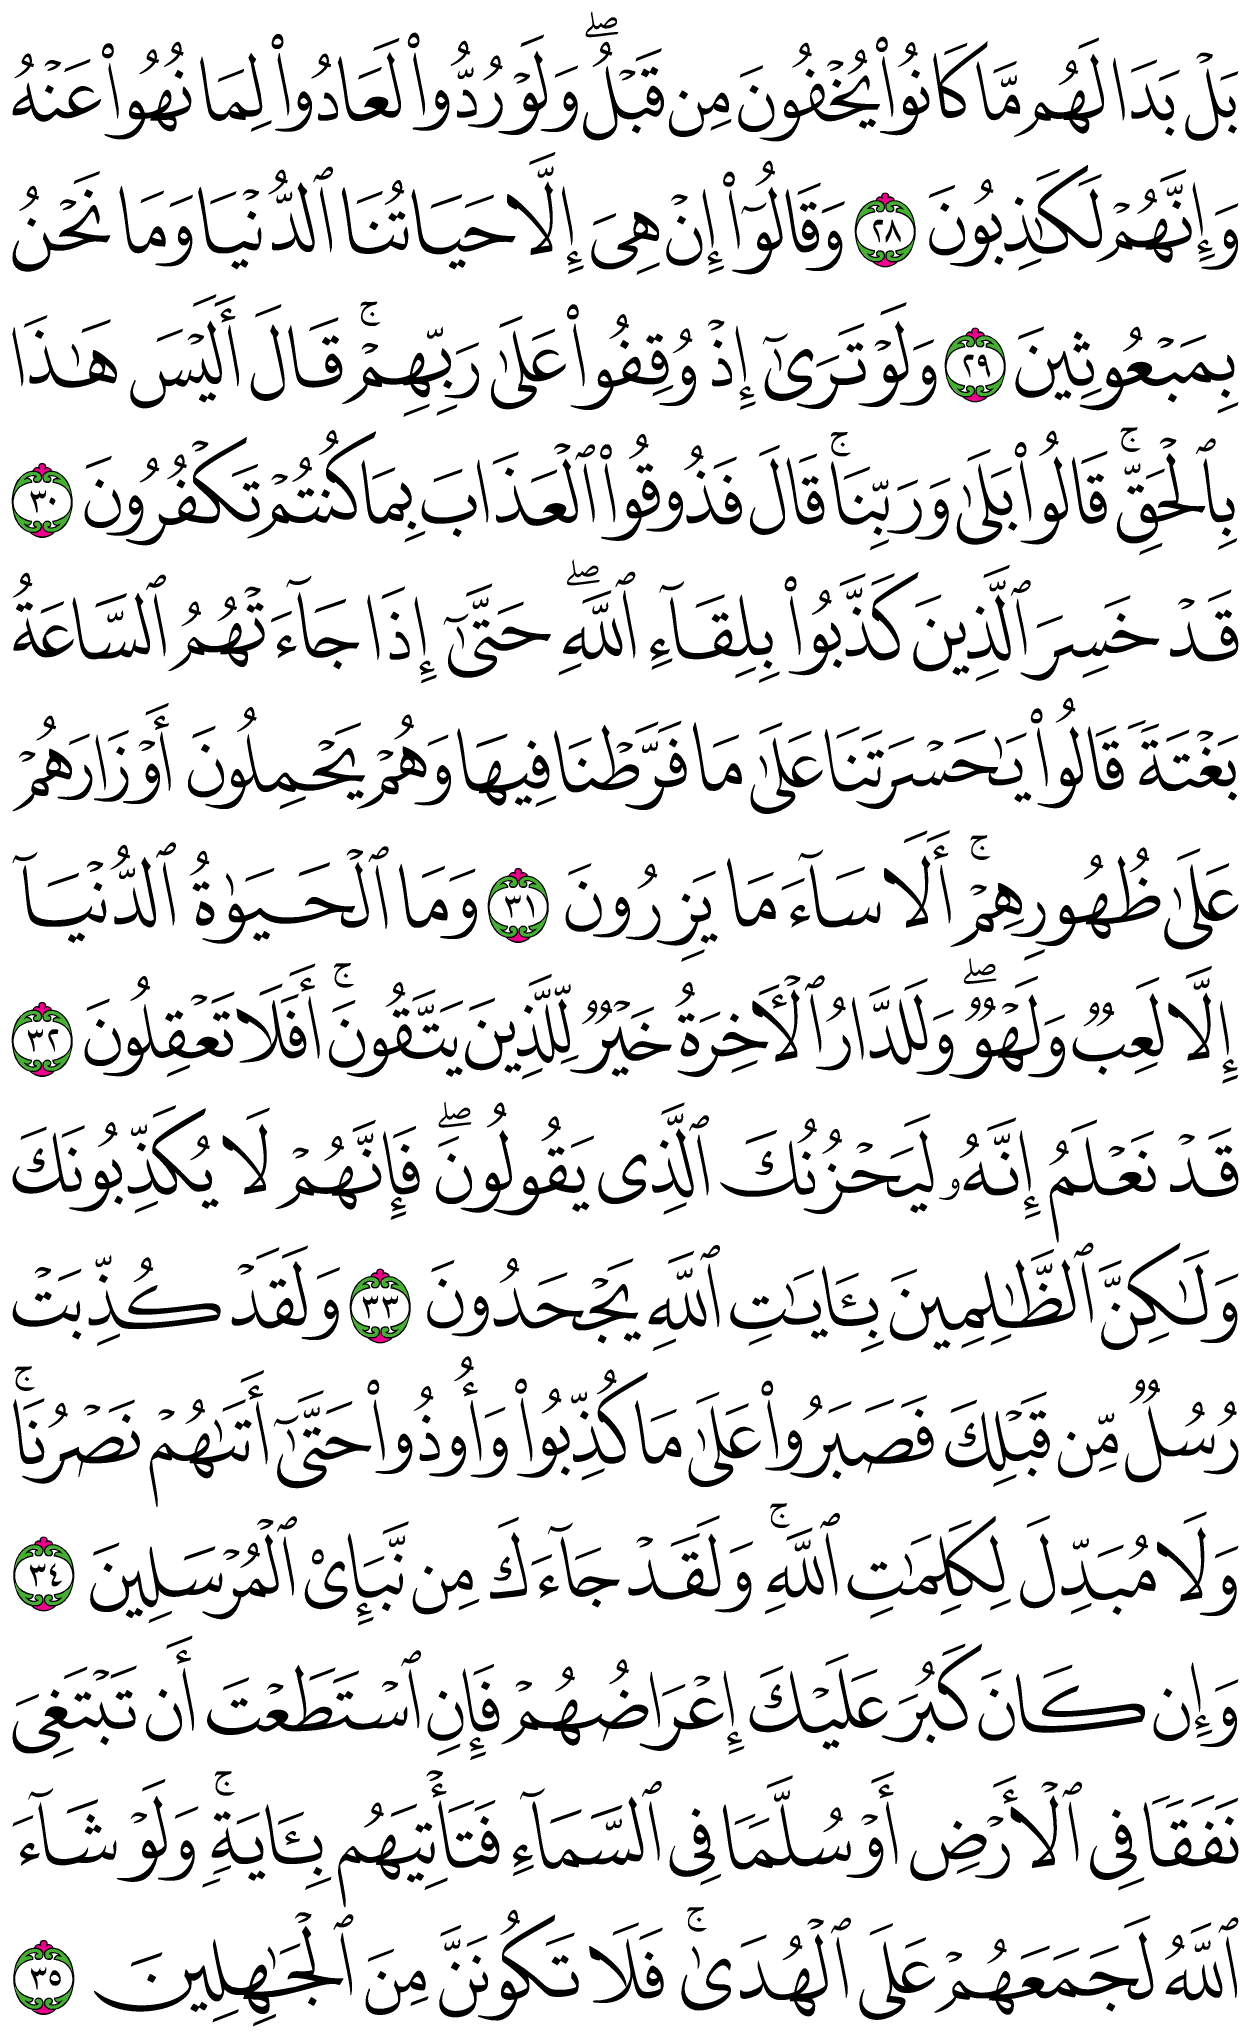 بَلۡ بَدَا لَهُم مَّا كَانُواْ يُخۡفُونَ مِن قَبۡلُۖ وَلَوۡ رُدُّواْ لَعَادُواْ لِمَا نُهُواْ عَنۡهُ
وَإِنَّهُمۡ لَكَٰذِبُونَ ٢٨ وَقَالُوٓاْ إِنۡ هِيَ إِلَّا حَيَاتُنَا ٱلدُّنۡيَا وَمَا نَحۡنُ
بِمَبۡعُوثِينَ ٢٩ وَلَوۡ تَرَىٰٓ إِذۡ وُقِفُواْ عَلَىٰ رَبِّهِمۡۚ قَالَ أَلَيۡسَ هَٰذَا
بِٱلۡحَقِّۚ قَالُواْ بَلَىٰ وَرَبِّنَاۚ قَالَ فَذُوقُواْ ٱلۡعَذَابَ بِمَا كُنتُمۡ تَكۡفُرُونَ ٣٠
قَدۡ خَسِرَ ٱلَّذِينَ كَذَّبُواْ بِلِقَآءِ ٱللَّهِۖ حَتَّىٰٓ إِذَا جَآءَتۡهُمُ ٱلسَّاعَةُ
بَغۡتَةٗ قَالُواْ يَٰحَسۡرَتَنَا عَلَىٰ مَا فَرَّطۡنَا فِيهَا وَهُمۡ يَحۡمِلُونَ أَوۡزَارَهُمۡ
عَلَىٰ ظُهُورِهِمۡۚ أَلَا سَآءَ مَا يَزِرُونَ ٣١ وَمَا ٱلۡحَيَوٰةُ ٱلدُّنۡيَآ
إِلَّا لَعِبٞ وَلَهۡوٞۖ وَلَلدَّارُ ٱلۡأٓخِرَةُ خَيۡرٞ لِّلَّذِينَ يَتَّقُونَۚ أَفَلَا تَعۡقِلُونَ ٣٢
قَدۡ نَعۡلَمُ إِنَّهُۥ لَيَحۡزُنُكَ ٱلَّذِي يَقُولُونَۖ فَإِنَّهُمۡ لَا يُكَذِّبُونَكَ
وَلَٰكِنَّ ٱلظَّٰلِمِينَ بِـَٔايَٰتِ ٱللَّهِ يَجۡحَدُونَ ٣٣ وَلَقَدۡ كُذِّبَتۡ
رُسُلٞ مِّن قَبۡلِكَ فَصَبَرُواْ عَلَىٰ مَا كُذِّبُواْ وَأُوذُواْ حَتَّىٰٓ أَتَىٰهُمۡ نَصۡرُنَاۚ
وَلَا مُبَدِّلَ لِكَلِمَٰتِ ٱللَّهِۚ وَلَقَدۡ جَآءَكَ مِن نَّبَإِيْ ٱلۡمُرۡسَلِينَ ٣٤
وَإِن كَانَ كَبُرَ عَلَيۡكَ إِعۡرَاضُهُمۡ فَإِنِ ٱسۡتَطَعۡتَ أَن تَبۡتَغِيَ
نَفَقٗا فِي ٱلۡأَرۡضِ أَوۡ سُلَّمٗا فِي ٱلسَّمَآءِ فَتَأۡتِيَهُم بِـَٔايَةٖۚ وَلَوۡ شَآءَ
ٱللَّهُ لَجَمَعَهُمۡ عَلَى ٱلۡهُدَىٰۚ فَلَا تَكُونَنَّ مِنَ ٱلۡجَٰهِلِينَ ٣٥